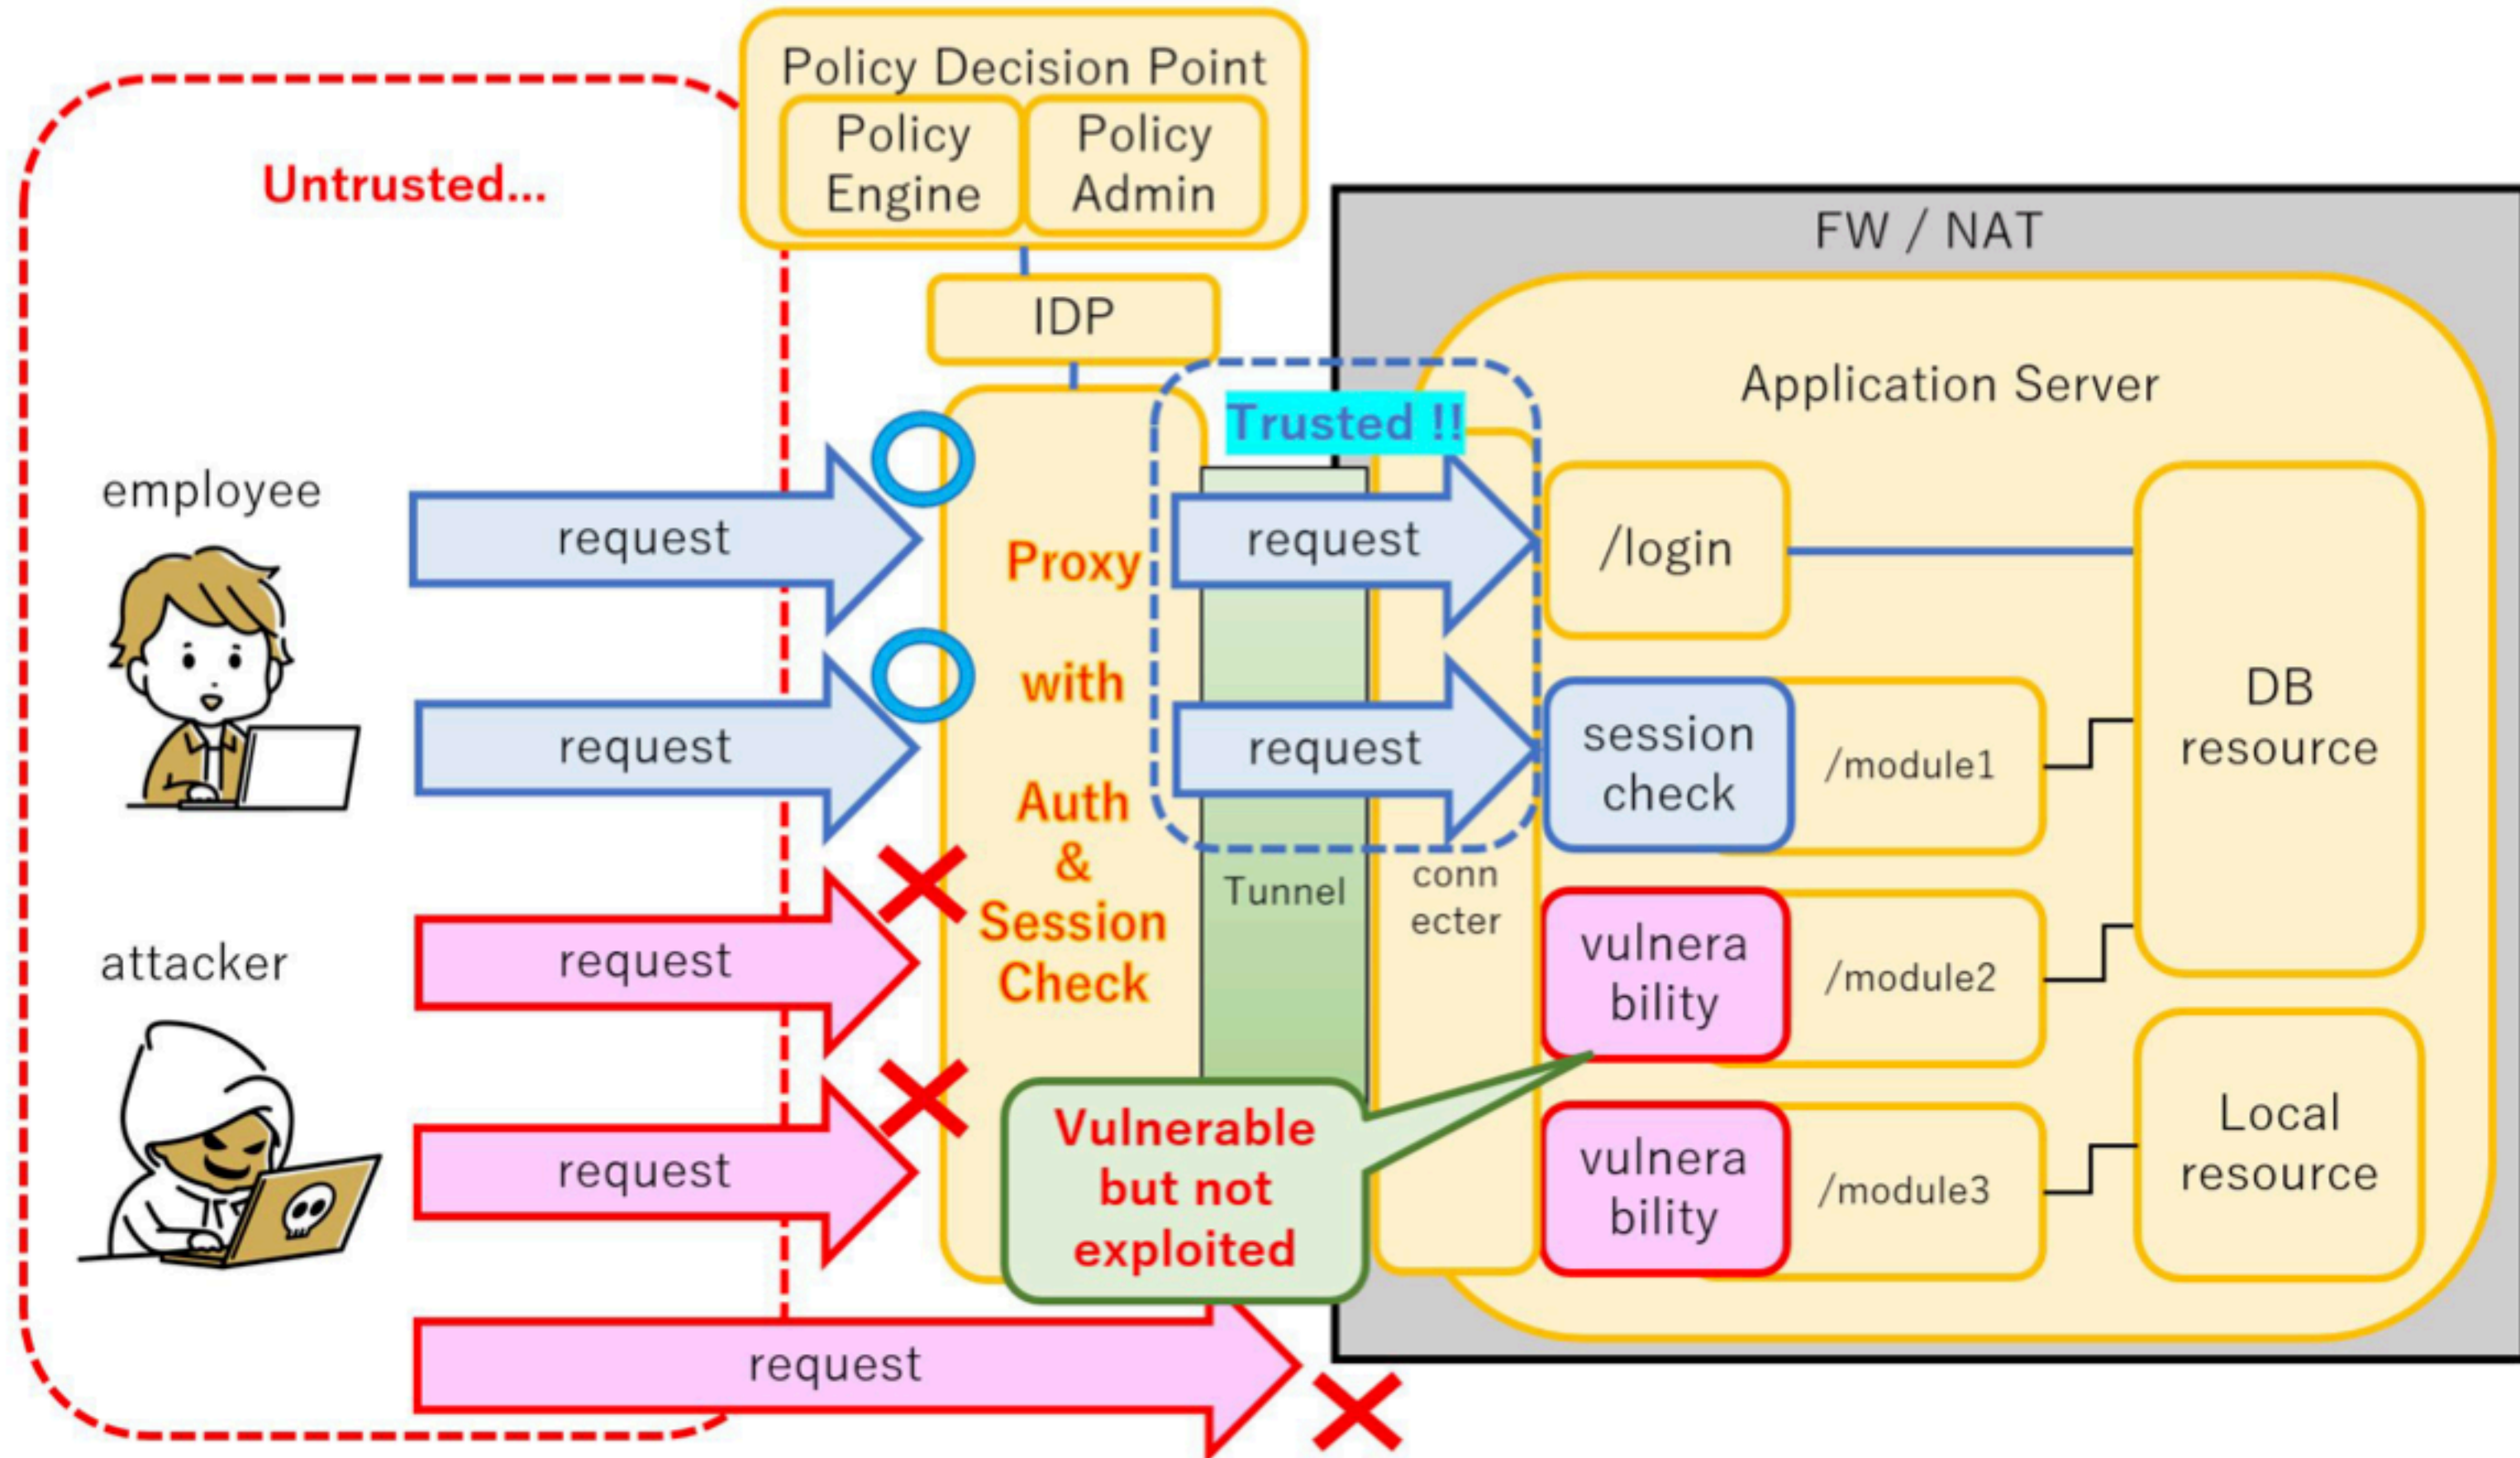 Policy Decision Point
Policy
Engine
Policy
Admin
Untrusted...
FW / NAT
IDP
Application Server
Trusted !!
employee
request
request
Proxy
with
Auth
&
Session
Check
request
request
/login
session
check
/module1
DB
resource
Tunnel
conn
ecter
attacker
request
request
request
vulnera
bility
/module2
Vulnerable
but not
exploited
vulnera
bility
/module3
Local
resource